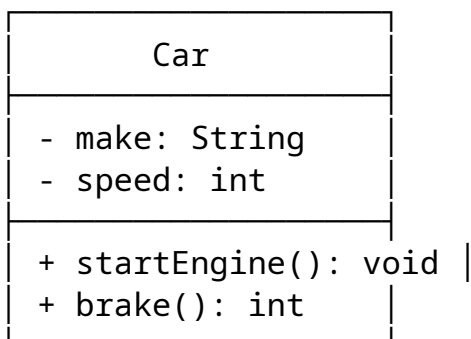 Car
- make: String
- speed: int
+ startEngine(): void
+ brake(): int